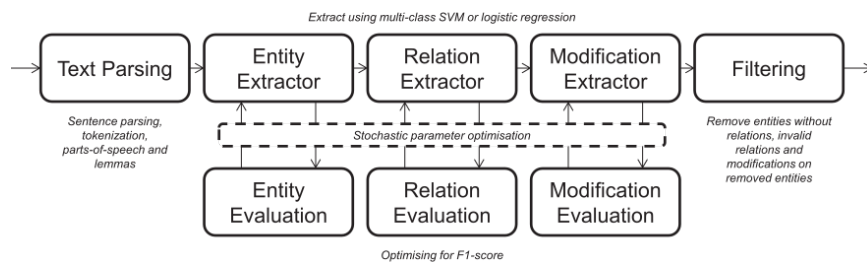 Extract using multi-class SVM or logistic regression
Text Parsing
Entity
Extractor
Relation
Extractor
Modification
Extractor
Filtering
Sentence parsing,
tokenization,
parts-of-speech and
lemmas
Stochastic parameter optimisation
Remove entities without
relations, invalid
relations and
modifications on
removed entities
Entity
Evaluation
Relation
Evaluation
Modification
Evaluation
Optimising for F1-score